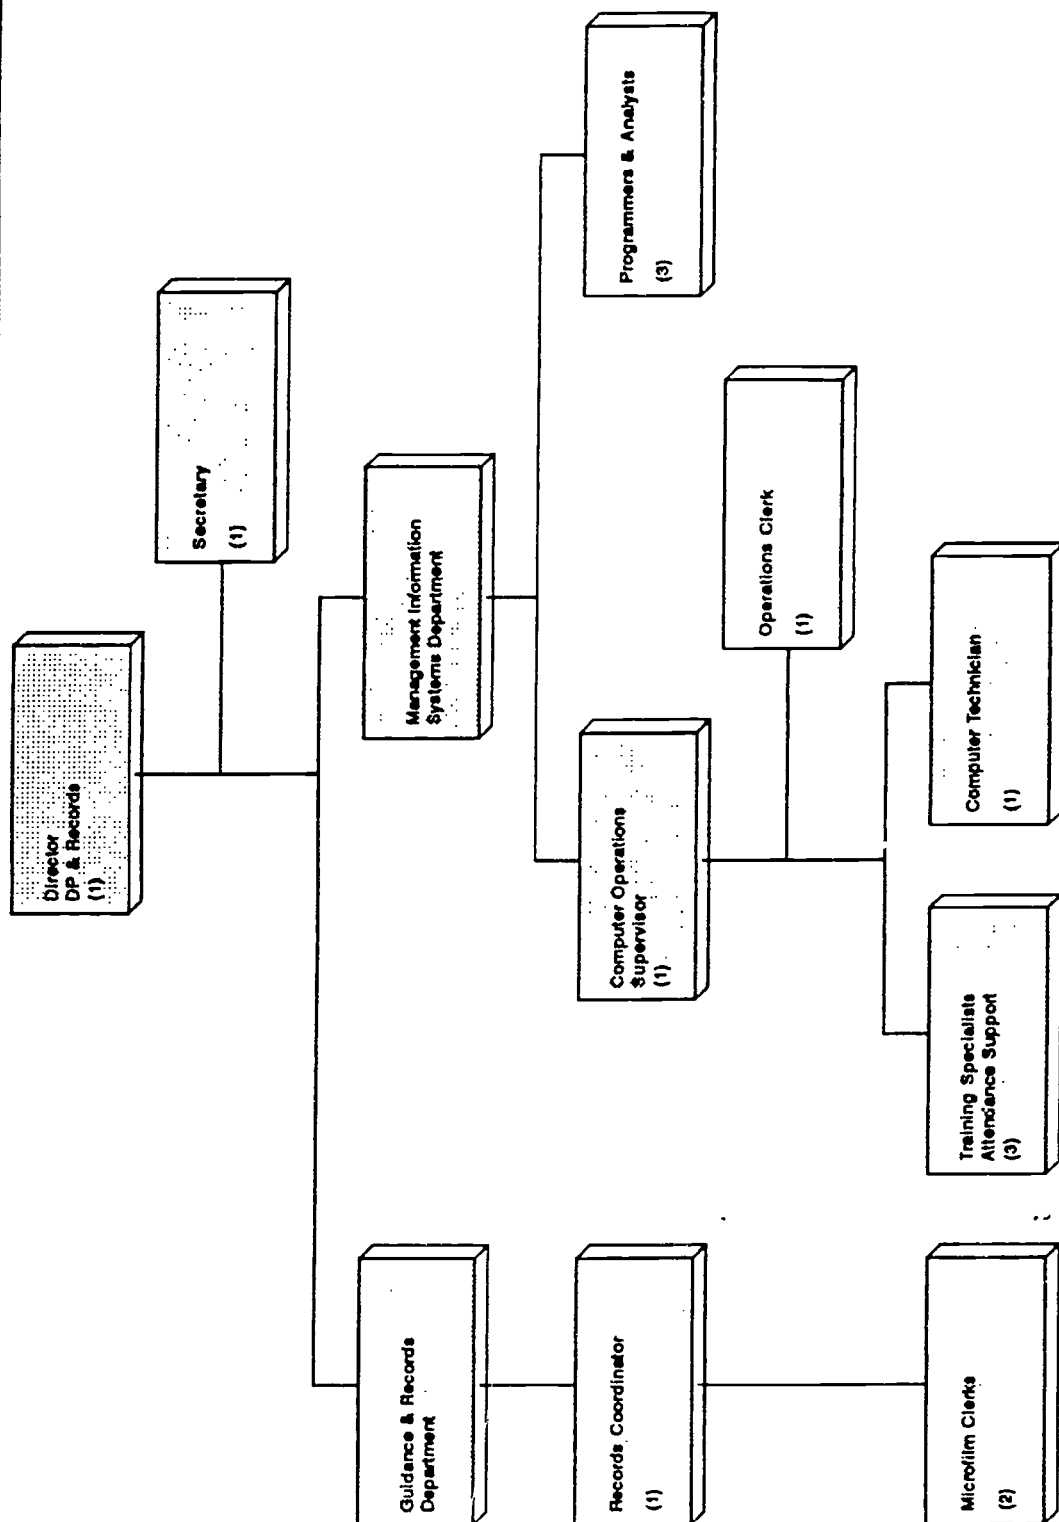 Director
DP & Records
(1)
Secretary
(1)
Guidance & Records
Department
Management Information
Systems Department
Records Coordinator
(1)
Computer Operations
Supervisor
(1)
Programmers & Analysts
(3)
Operations Clerk
(1)
Microfilm Clerks
(2)
Training Specialists
Attendance Support
(3)
Computer Technician
(1)